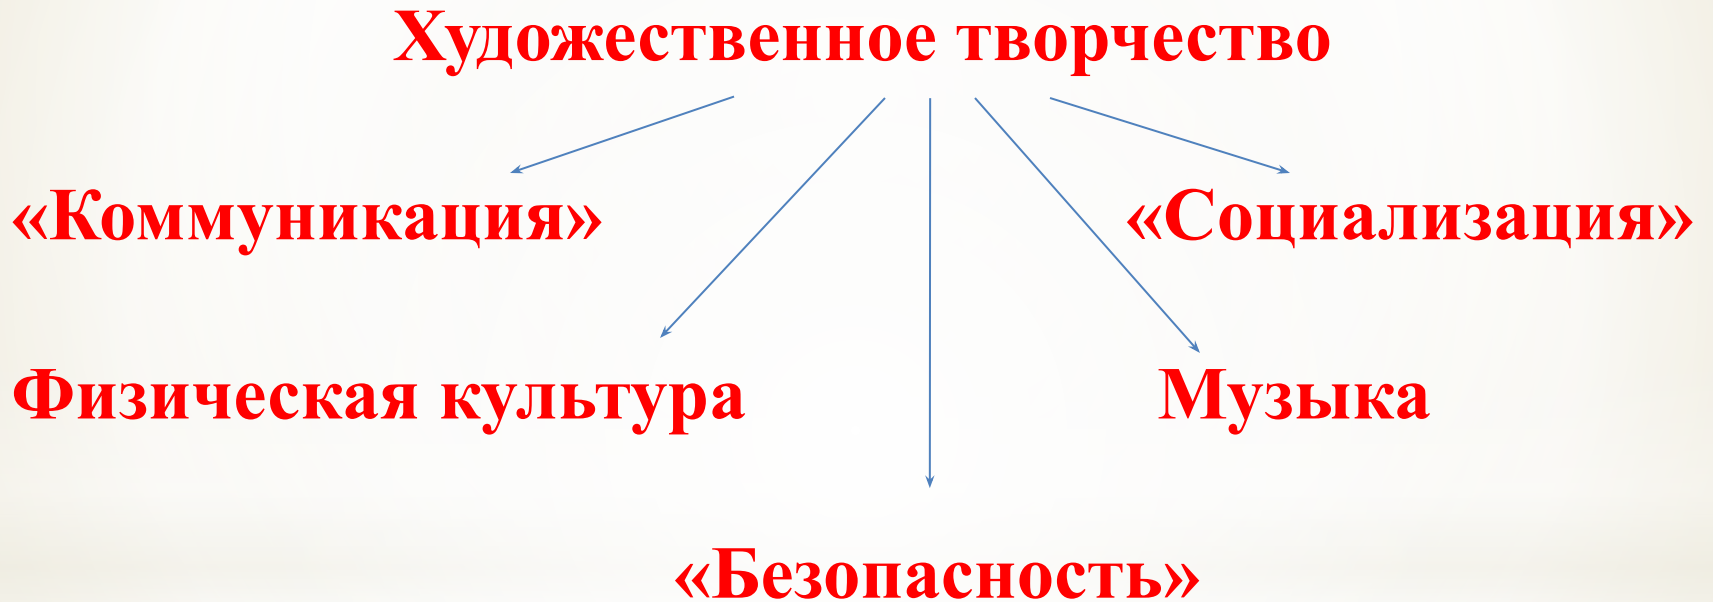 Художественное творчество
«Коммуникация» «Социализация»
Физическая культура Музыка
«Безопасность»